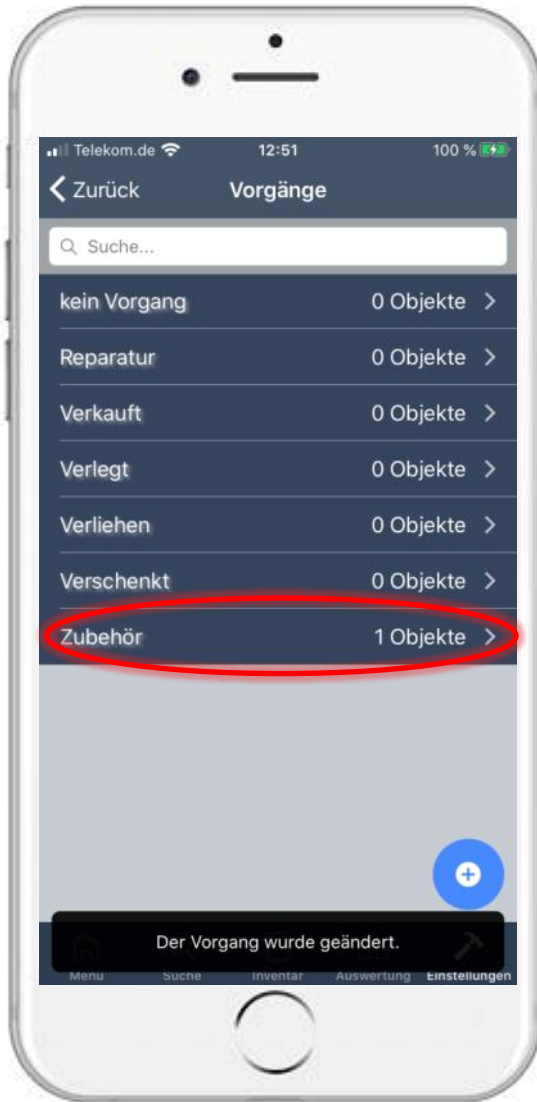 Telekom.de 12:51 100 %
Zurück Vorgänge
Suche...
kein Vorgang 0 Objekte
Reparatur 0 Objekte
Verkauft 0 Objekte
Verlegt 0 Objekte
Verliehen 0 Objekte
Verschenkt 0 Objekte
Zubehör 1 Objekte
Der Vorgang wurde geändert.
Menü Suche Inventar Auswertung Einstellungen